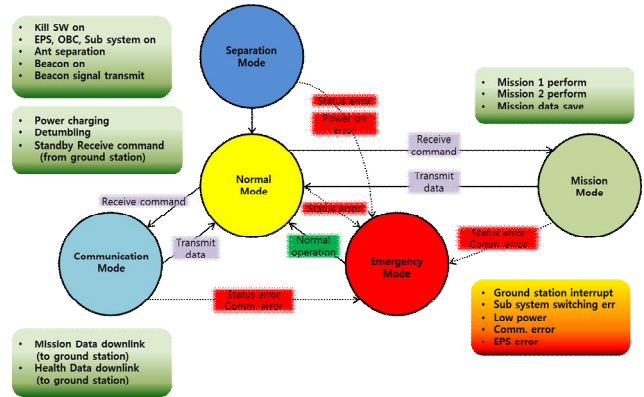 Kill SW on
EPS, OBC, Sub system on
Ant separation
Beacon on
Beacon signal transmit
Separation
Mode
Mission 1 perform
Mission 2 perform
Mission data save
Status error
Power on
error
Power charging
Detumbling
Standby Receive command
(from ground station)
Receive
command
Normal
Mode
Transmit
data
Mission
Mode
Receive command
Status error
Transmit
data
Normal
operation
Status error
Comm. error
Communication
Mode
Emergency
Mode
Status error
Comm. error
Ground station interrupt
Sub system switching err
Low power
Comm. error
EPS error
Mission Data downlink
(to ground station)
Health Data downlink
(to ground station)